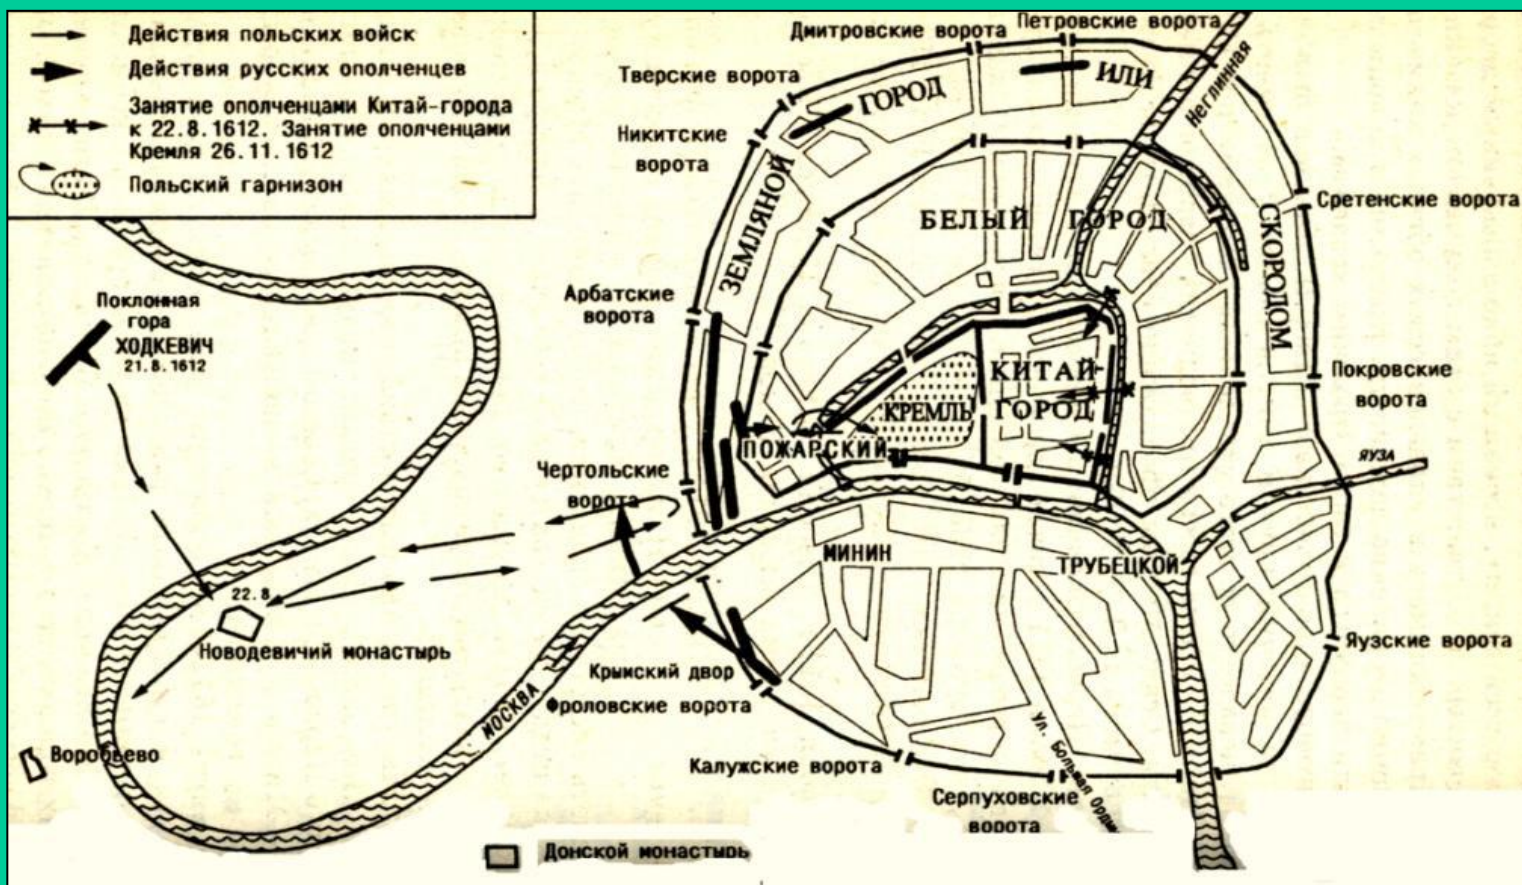 Действия польских войск
Действия русских ополченцев
Занятие ополченцами Китай-города
к 22.8.1612. Занятие ополченцами
Кремля 26.11.1612
Польский гарнизон
Дмитровские ворота
Петровские ворота
Тверские ворота
Никитские
ворота
Неглинная
ЗЕМЛЯНОЙ
ГОРОД
ИЛИ
СКОРОДОМ
БЕЛЫЙ ГОРОД
Сретенские ворота
Поклонная
гора
ХОДКЕВИЧ
21.8.1612
Арбатские
ворота
КИТАЙ-
ГОРОД
КРЕМЛЬ
Покровские
ворота
ПОЖАРСКИЙ
Чертольские
ворота
ЯУЗА
МИНИН
ТРУБЕЦКОЙ
22.8
Новодевичий монастырь
Яузские ворота
Крымский двор
Фроловские ворота
МОСКВА
Воробьево
Калужские ворота
Ул. Большая Орды
Серпуховские
ворота
Донской монастырь